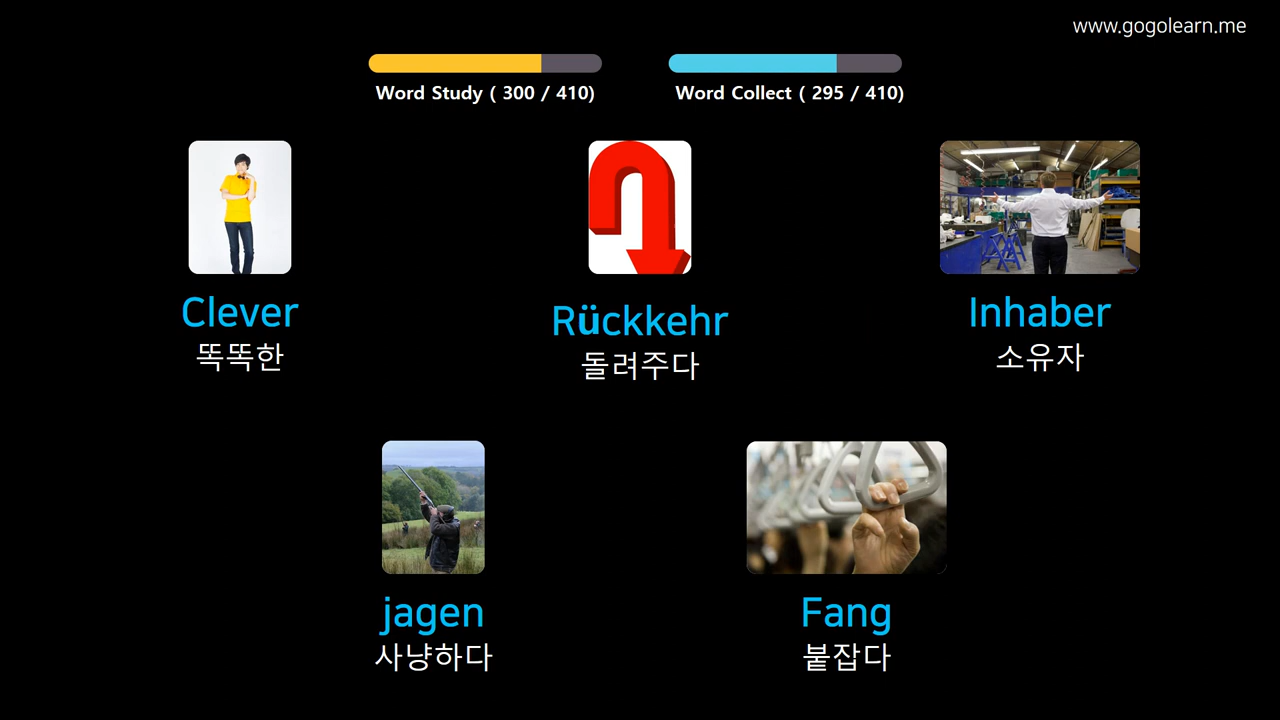 www.gogolearn.me
Word Study ( 300 / 410)
Word Collect ( 295 / 410)
Clever
똑똑한
Rückkehr
돌려주다
Inhaber
소유자
jagen
사냥하다
Fang
붙잡다